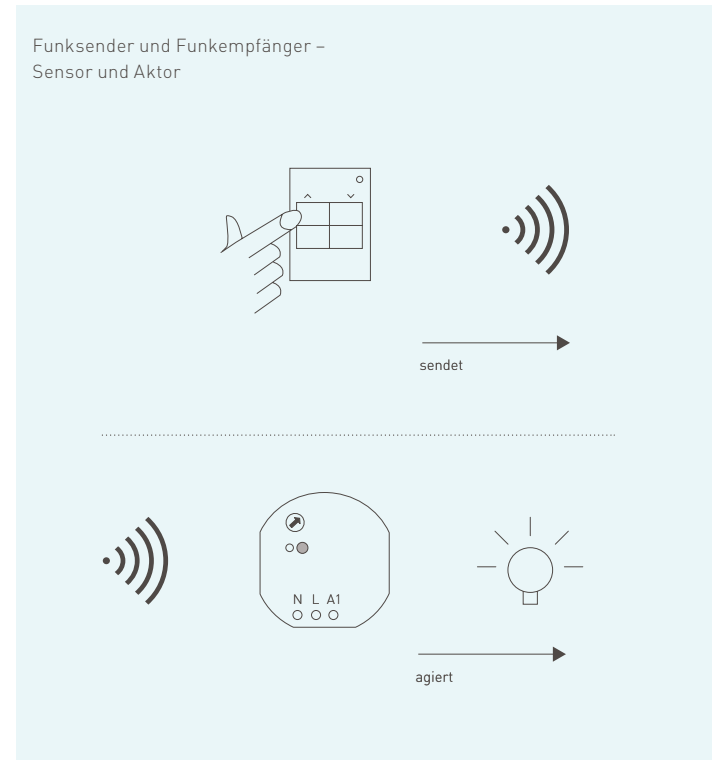 Funksender und Funkempfänger –
Sensor und Aktor
sendet
N L A1
agiert